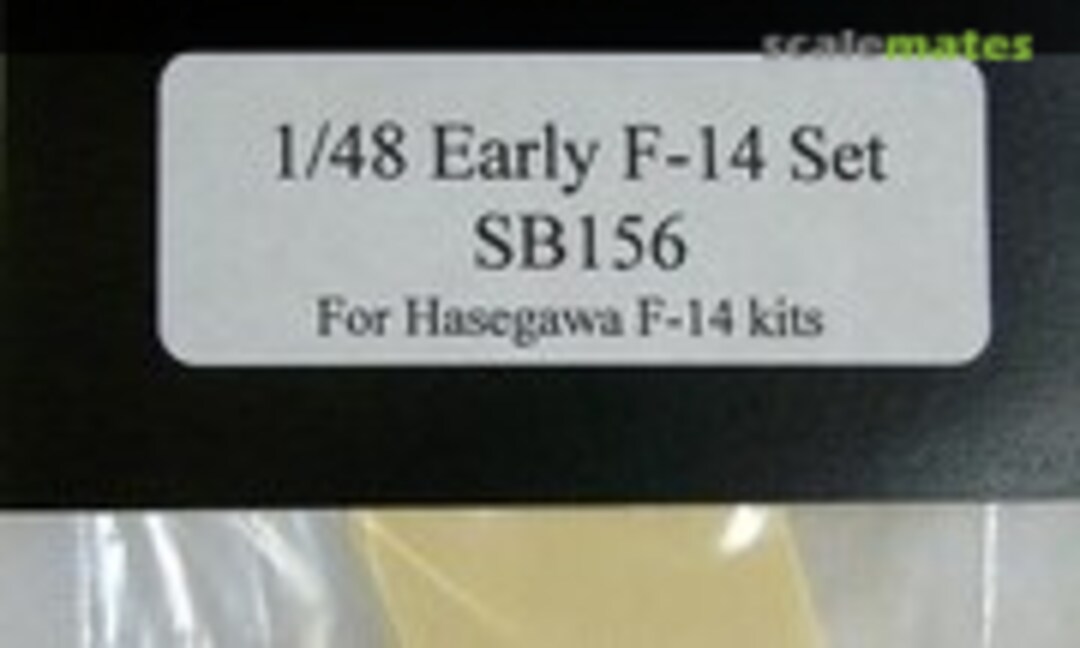 scalemates
1/48 Early F-14 Set
SB156
For Hasegawa F-14 kits